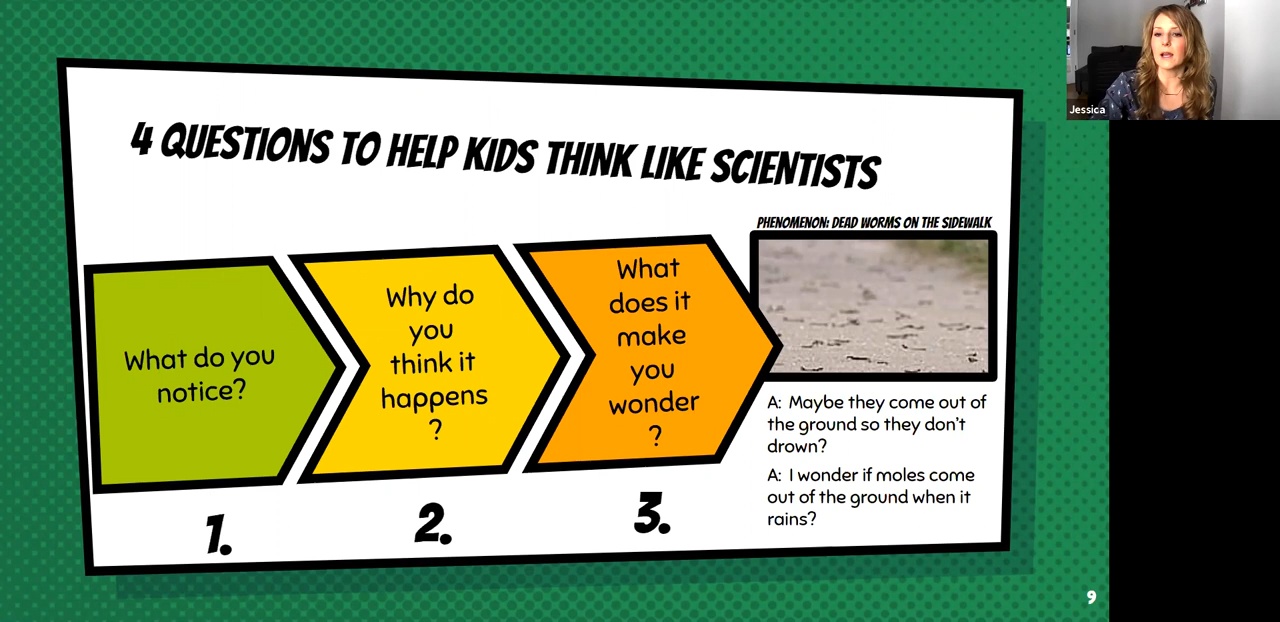 Jessica
4 QUESTIONS TO HELP KIDS THINK LIKE SCIENTISTS
PHENOMENON: DEAD WORMS ON THE SIDEWALK
What do you
notice?
1.
Why do
you
think it
happens
?
2.
What
does it
make
you
wonder
?
3.
A: Maybe they come out of
the ground so they don't
drown?
A: I wonder if moles come
out of the ground when it
rains?
9